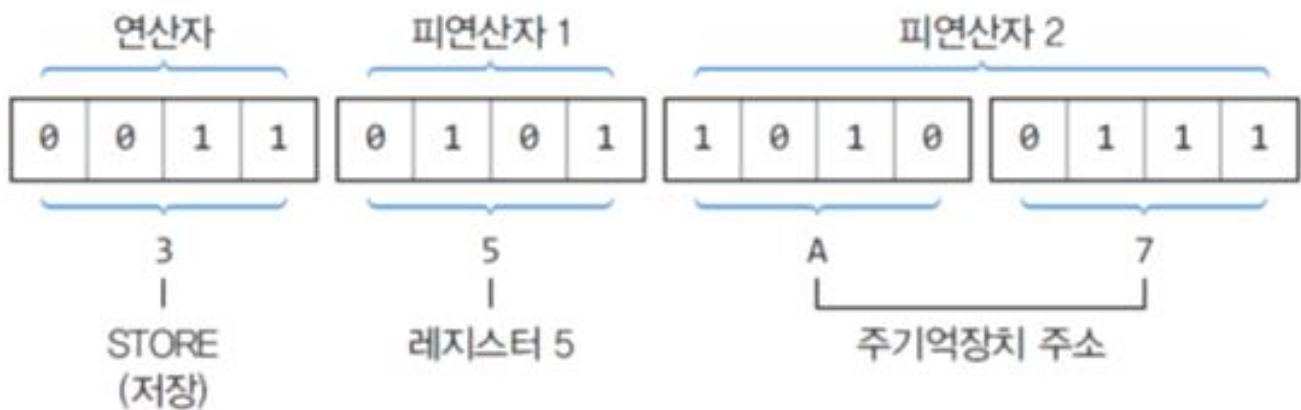 연산자 피연산자 1 피연산자 2
0 0 1 1 0 1 0 1 1 0 1 0 0 1 1 1
3 5 A 7
STORE 레지스터 5 주기억장치 주소
(저장)